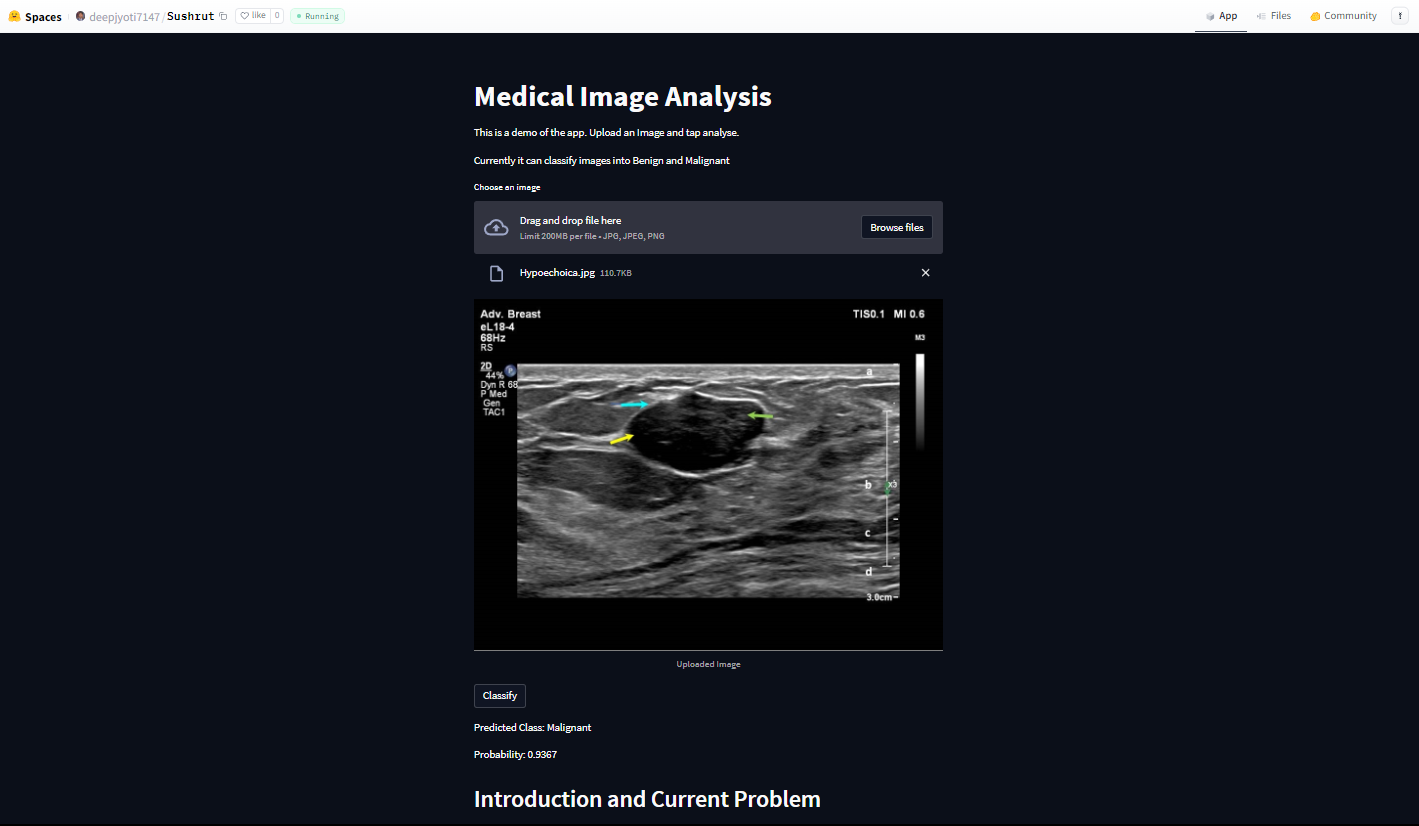 Spaces deepjyoti7147/Sushrut like 0 Running App Files Community
Medical Image Analysis
This is a demo of the app. Upload an Image and tap analyse.
Currently it can classify images into Benign and Malignant
Choose an image
Drag and drop file here
Limit 200MB per file • JPG, JPEG, PNG
Browse files
Hypoechoica.jpg 110.7KB
Adv. Breast TIS0.1 MI 0.6
eL18-4
68Hz
RS
M3
2D
44%
Dyn R 68
P Med
Gen
TAC1
P
a
b x3
c
d
3.0cm
Uploaded Image
Classify
Predicted Class: Malignant
Probability: 0.9367
Introduction and Current Problem